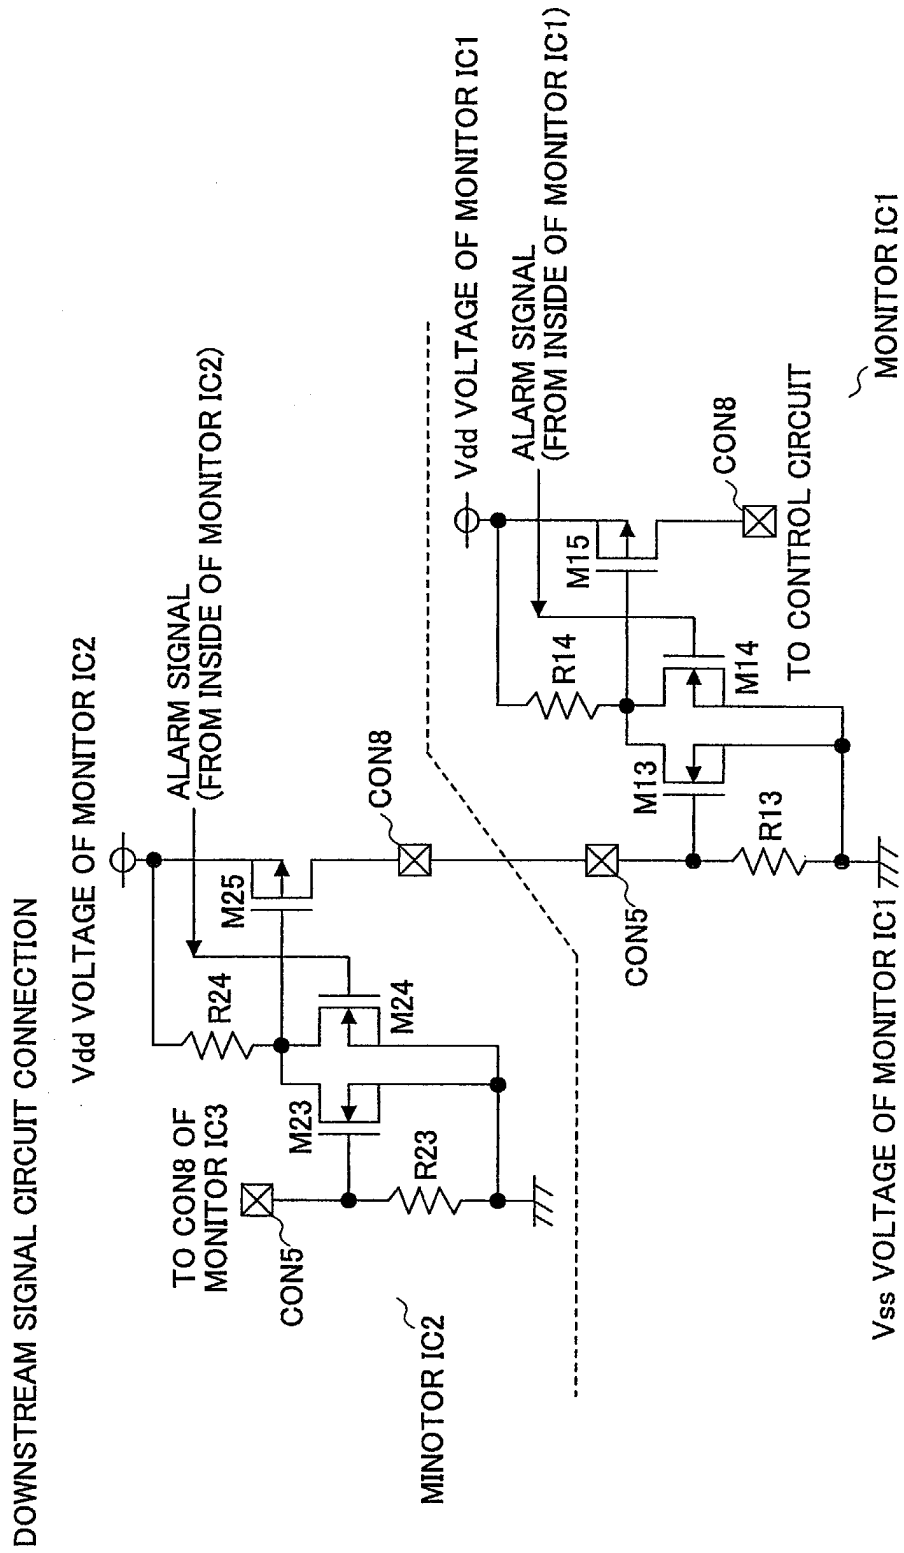 DOWNSTREAM SIGNAL CIRCUIT CONNECTION
Vdd VOLTAGE OF MONITOR IC2
ALARM SIGNAL
(FROM INSIDE OF MONITOR IC2)
TO CON8 OF
MONITOR IC3
R24
M25
CON5
M23
M24
CON8
R23
MINOTOR IC2
Vdd VOLTAGE OF MONITOR IC1
ALARM SIGNAL
(FROM INSIDE OF MONITOR IC1)
R14
M15
CON5
M13
M14
CON8
R13
TO CONTROL CIRCUIT
Vss VOLTAGE OF MONITOR IC1
MONITOR IC1